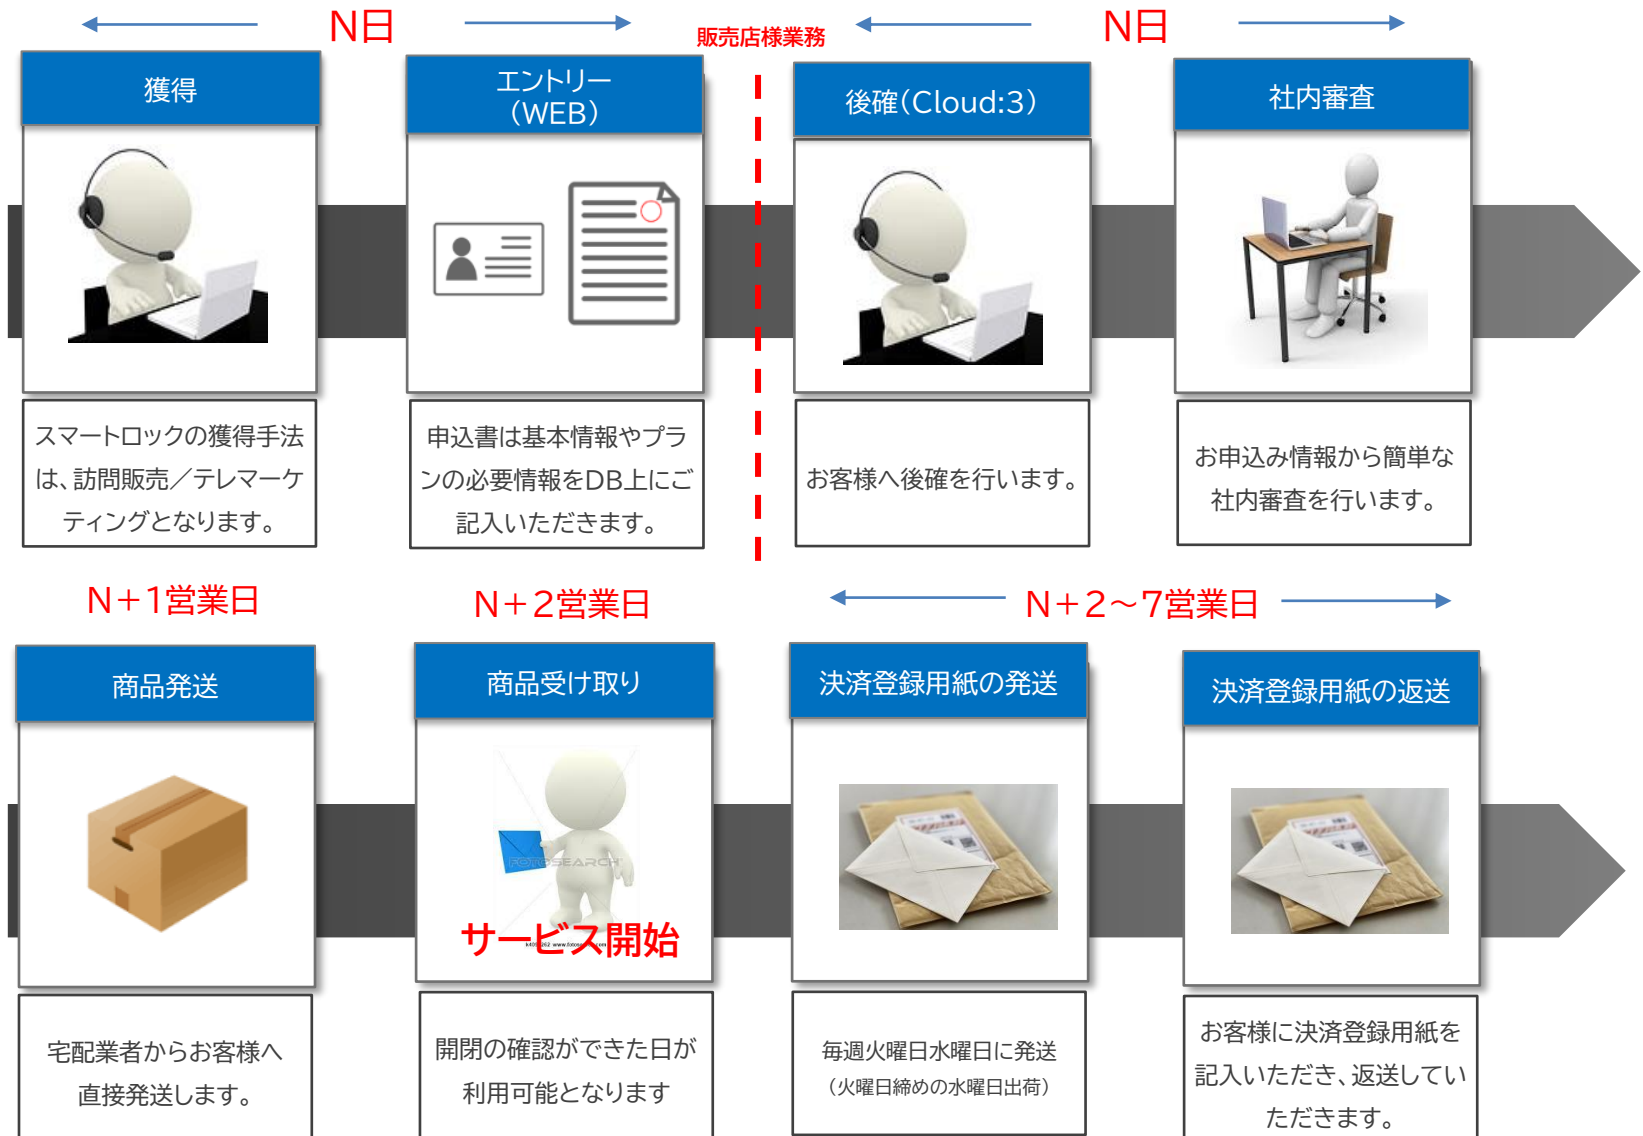 N日
販売店様業務
N日
獲得
エントリー
(WEB)
後確(Cloud:3)
社内審査
スマートロックの獲得手法
は、訪問販売／テレマーケ
ティングとなります。
申込書は基本情報やプラ
ンの必要情報をDB上にご
記入いただきます。
お客様へ後確を行います。
お申込み情報から簡単な
社内審査を行います。
N＋1営業日
N＋2営業日
N＋2～7営業日
商品発送
商品受け取り
決済登録用紙の発送
決済登録用紙の返送
FOTOSEARCH
サービス開始
宅配業者からお客様へ
直接発送します。
開閉の確認ができた日が
利用可能となります
毎週火曜日水曜日に発送
（火曜日締めの水曜日出荷）
お客様に決済登録用紙を
記入いただき、返送してい
ただきます。